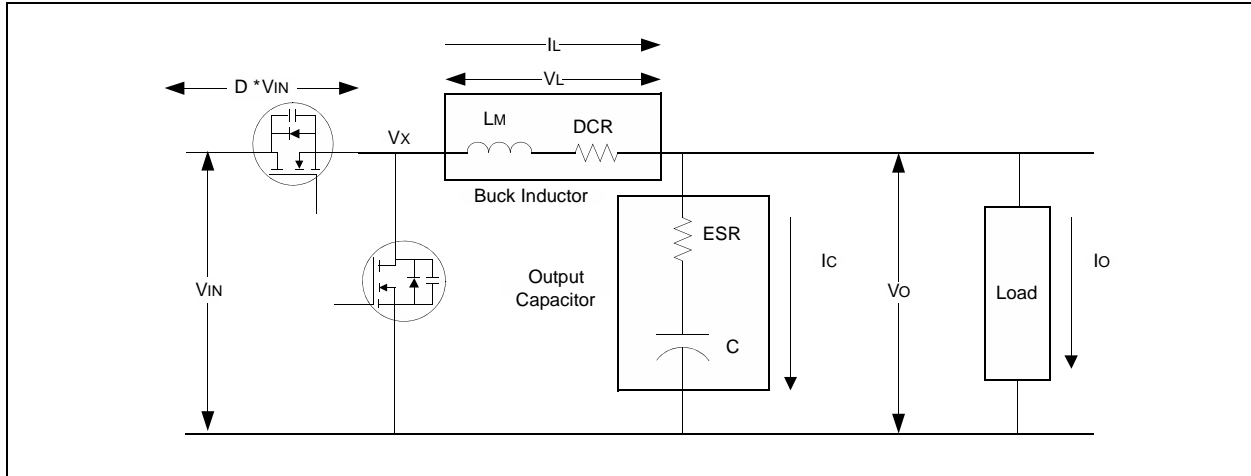 IL
VL
D *VIN
LM
DCR
VX
Buck Inductor
ESR
IC
IO
Output
Capacitor
VIN
VO
Load
C